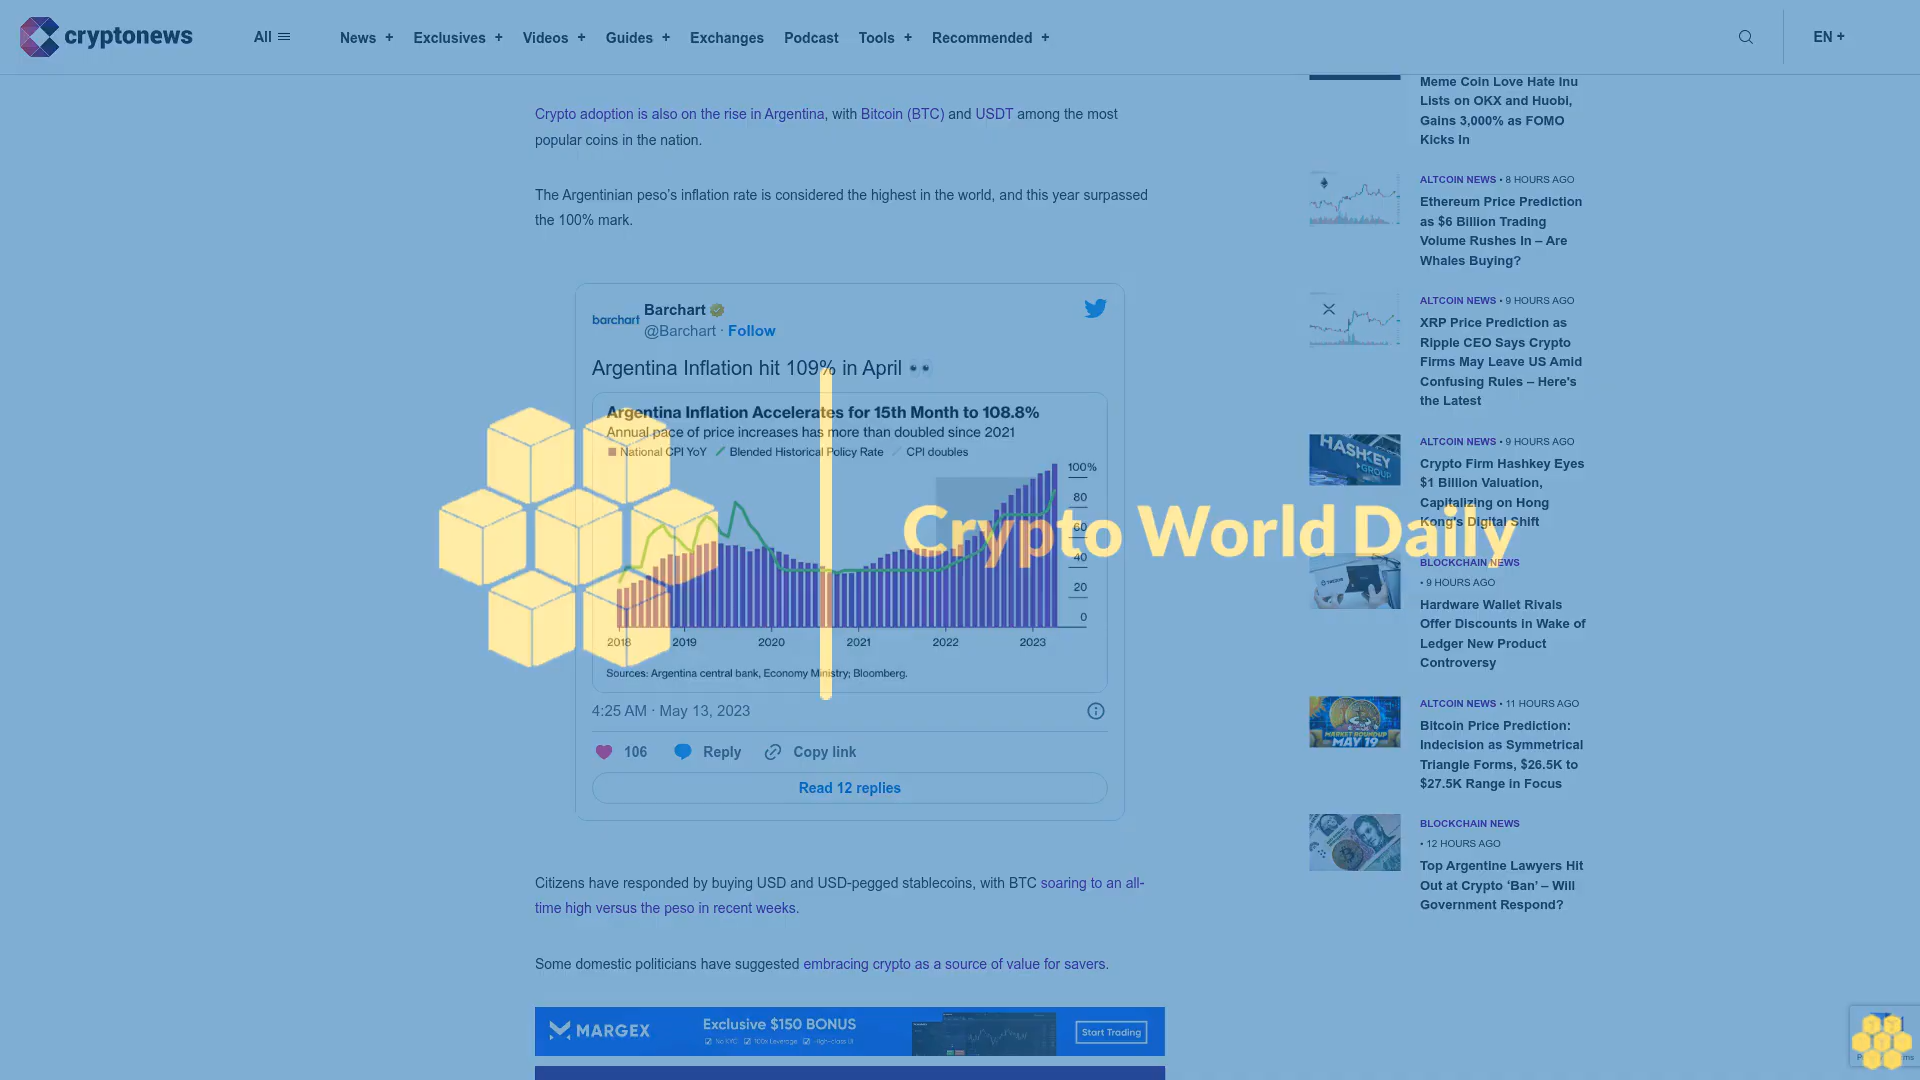 cryptonews
All
News +
Exclusives +
Videos +
Guides +
Exchanges
Podcast
Tools +
Recommended +
EN +
Crypto adoption is also on the rise in Argentina, with Bitcoin (BTC) and USDT among the most
popular coins in the nation.
The Argentinian peso's inflation rate is considered the highest in the world, and this year surpassed
the 100% mark.
barchart
Barchart
@Barchart · Follow
Argentina Inflation hit 109% in April 👀
Argentina Inflation Accelerates for 15th Month to 108.8%
Annual pace of price increases has more than doubled since 2021
National CPI YoY Blended Historical Policy Rate CPI doubles
100%
80
60
40
20
0
2018 2019 2020 2021 2022 2023
Sources: Argentina central bank, Economy Ministry; Bloomberg.
4:25 AM · May 13, 2023
106 Reply Copy link
Read 12 replies
Crypto World Daily
Citizens have responded by buying USD and USD-pegged stablecoins, with BTC soaring to an all-
time high versus the peso in recent weeks.
Some domestic politicians have suggested embracing crypto as a source of value for savers.
MARGEX
Exclusive $150 BONUS
No KYC 100x Leverage
Start Trading
Meme Coin Love Hate Inu
Lists on OKX and Huobi,
Gains 3,000% as FOMO
Kicks In
ALTCOIN NEWS • 8 HOURS AGO
Ethereum Price Prediction
as $6 Billion Trading
Volume Rushes In – Are
Whales Buying?
ALTCOIN NEWS • 9 HOURS AGO
XRP Price Prediction as
Ripple CEO Says Crypto
Firms May Leave US Amid
Confusing Rules – Here's
the Latest
HASHKEY
GROUP
ALTCOIN NEWS • 9 HOURS AGO
Crypto Firm Hashkey Eyes
$1 Billion Valuation,
Capitalizing on Hong
Kong's Digital Shift
BLOCKCHAIN NEWS
• 9 HOURS AGO
Hardware Wallet Rivals
Offer Discounts in Wake of
Ledger New Product
Controversy
MARKET ROUNDUP
MAY 19
ALTCOIN NEWS • 11 HOURS AGO
Bitcoin Price Prediction:
Indecision as Symmetrical
Triangle Forms, $26.5K to
$27.5K Range in Focus
BLOCKCHAIN NEWS
• 12 HOURS AGO
Top Argentine Lawyers Hit
Out at Crypto ‘Ban’ – Will
Government Respond?